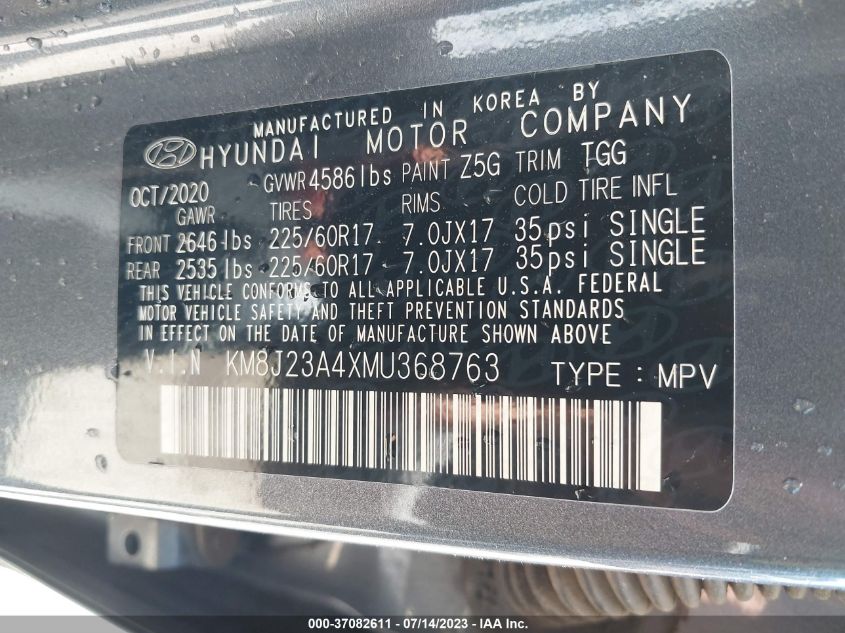 MANUFACTURED IN KOREA BY
HYUNDAI MOTOR COMPANY
OCT/2020 GVWR 4586 lbs PAINT Z5G TRIM TGG
GAWR TIRES RIMS COLD TIRE INFL
FRONT 2646 lbs 225/60R17 7.0JX17 35psi SINGLE
REAR 2535 lbs 225/60R17 7.0JX17 35psi SINGLE
THIS VEHICLE CONFORMS TO ALL APPLICABLE U.S.A. FEDERAL
MOTOR VEHICLE SAFETY AND THEFT PREVENTION STANDARDS
IN EFFECT ON THE DATE OF MANUFACTURE SHOWN ABOVE
V.I.N KM8J23A4XMU368763 TYPE : MPV
000-37082611 - 07/14/2023 - IAA Inc.